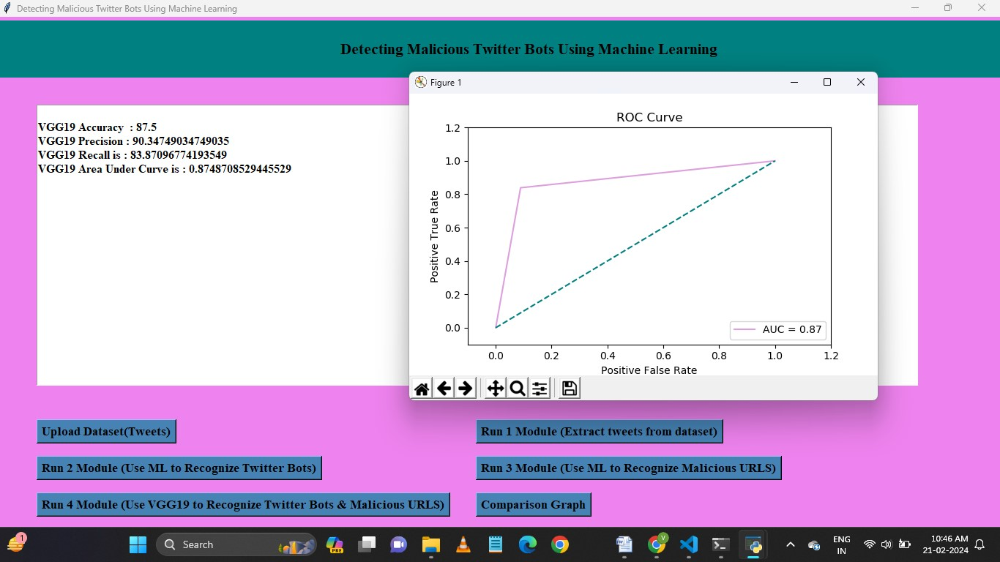 Detecting Malicious Twitter Bots Using Machine Learning
Detecting Malicious Twitter Bots Using Machine Learning
VGG19 Accuracy : 87.5
VGG19 Precision : 90.34749034749035
VGG19 Recall is : 83.87096774193549
VGG19 Area Under Curve is : 0.8748708529445529
Figure 1
ROC Curve
1.2
1.0
0.8
0.6
0.4
0.2
0.0
Positive True Rate
AUC = 0.87
0.0 0.2 0.4 0.6 0.8 1.0 1.2
Positive False Rate
Upload Dataset(Tweets)
Run 1 Module (Extract tweets from dataset)
Run 2 Module (Use ML to Recognize Twitter Bots)
Run 3 Module (Use ML to Recognize Malicious URLS)
Run 4 Module (Use VGG19 to Recognize Twitter Bots & Malicious URLS)
Comparison Graph
1
Search
PRE
V
ENG
IN
10:46 AM
21-02-2024